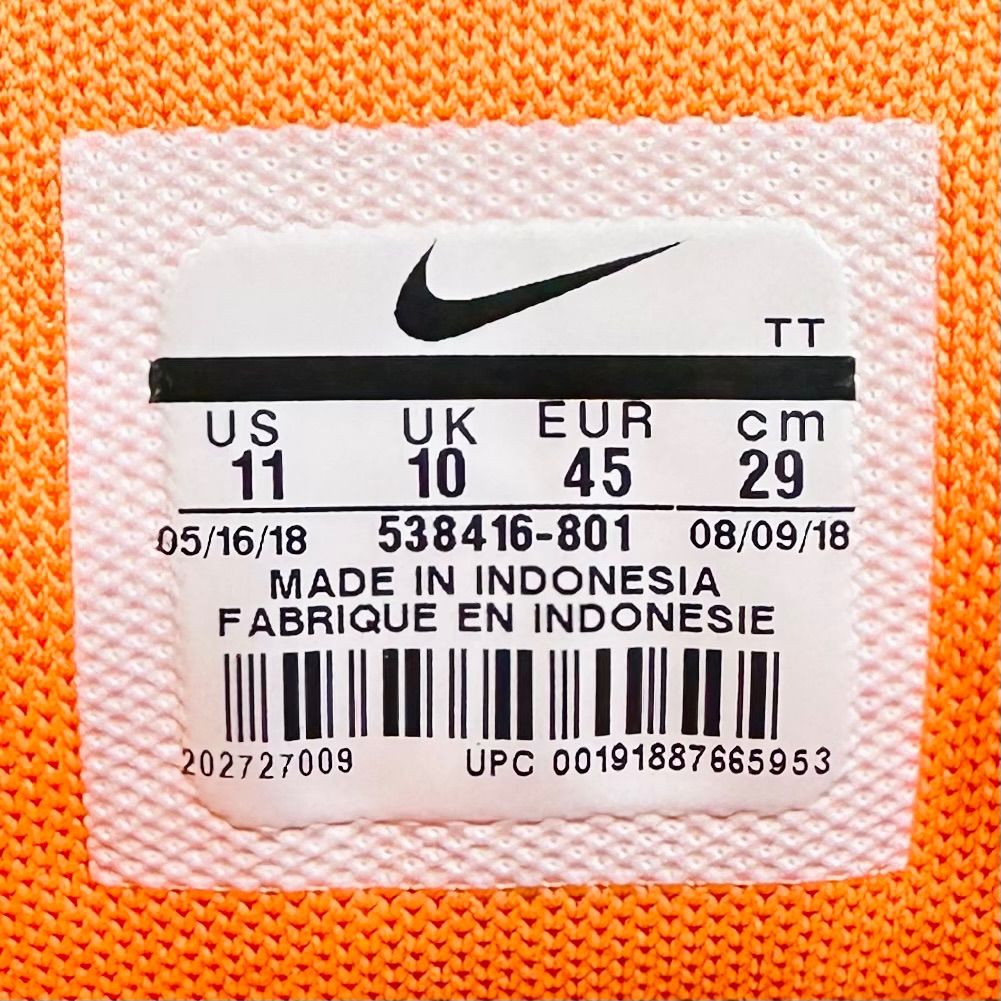 TT
US UK EUR cm
11 10 45 29
05/16/18 538416-801 08/09/18
MADE IN INDONESIA
FABRIQUE EN INDONESIE
202727009 UPC 00191887665953